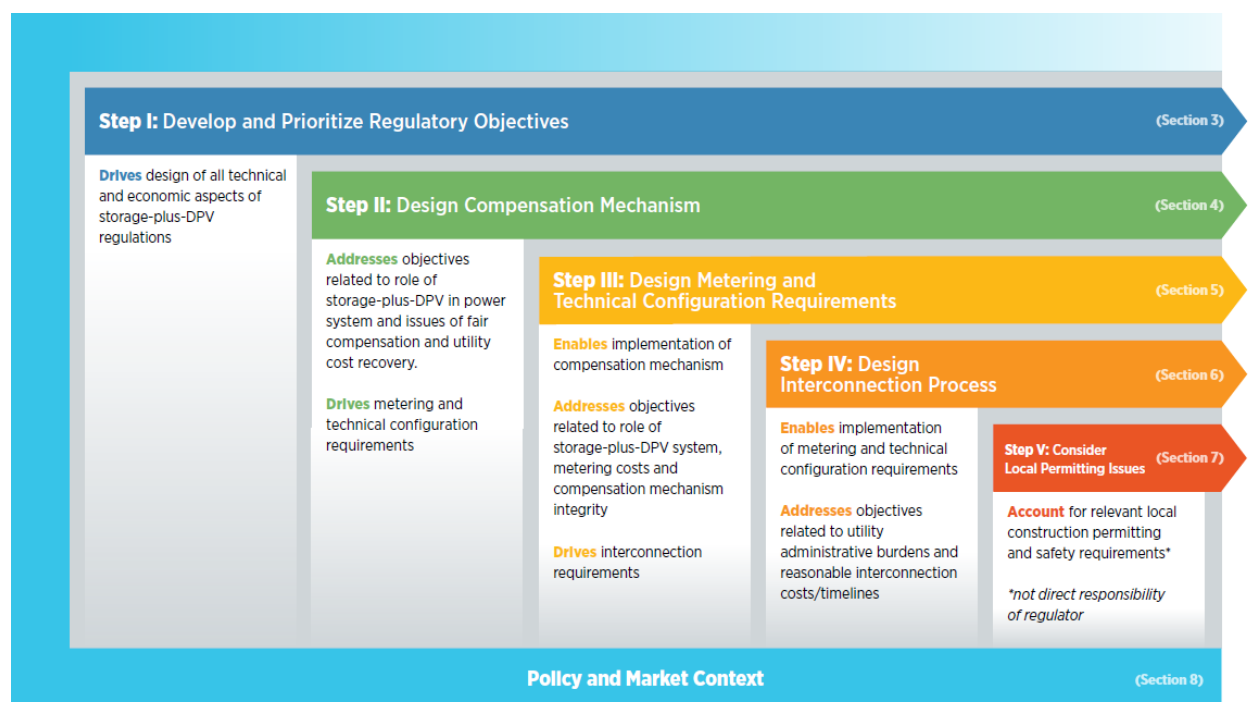 Step I: Develop and Prioritize Regulatory Objectives (Section 3)
Drives design of all technical
and economic aspects of
storage-plus-DPV
regulations
Step II: Design Compensation Mechanism (Section 4)
Addresses objectives
related to role of
storage-plus-DPV in power
system and issues of fair
compensation and utility
cost recovery.
Drives metering and
technical configuration
requirements
Step III: Design Metering and
Technical Configuration Requirements
(Section 5)
Enables implementation of
compensation mechanism
Addresses objectives
related to role of
storage-plus-DPV system,
metering costs and
compensation mechanism
integrity
Drives interconnection
requirements
Step IV: Design
Interconnection Process
(Section 6)
Enables implementation
of metering and technical
configuration requirements
Addresses objectives
related to utility
administrative burdens and
reasonable interconnection
costs/timelines
Step V: Consider
Local Permitting Issues
(Section 7)
Account for relevant local
construction permitting
and safety requirements*
*not direct responsibility
of regulator
Policy and Market Context (Section 8)